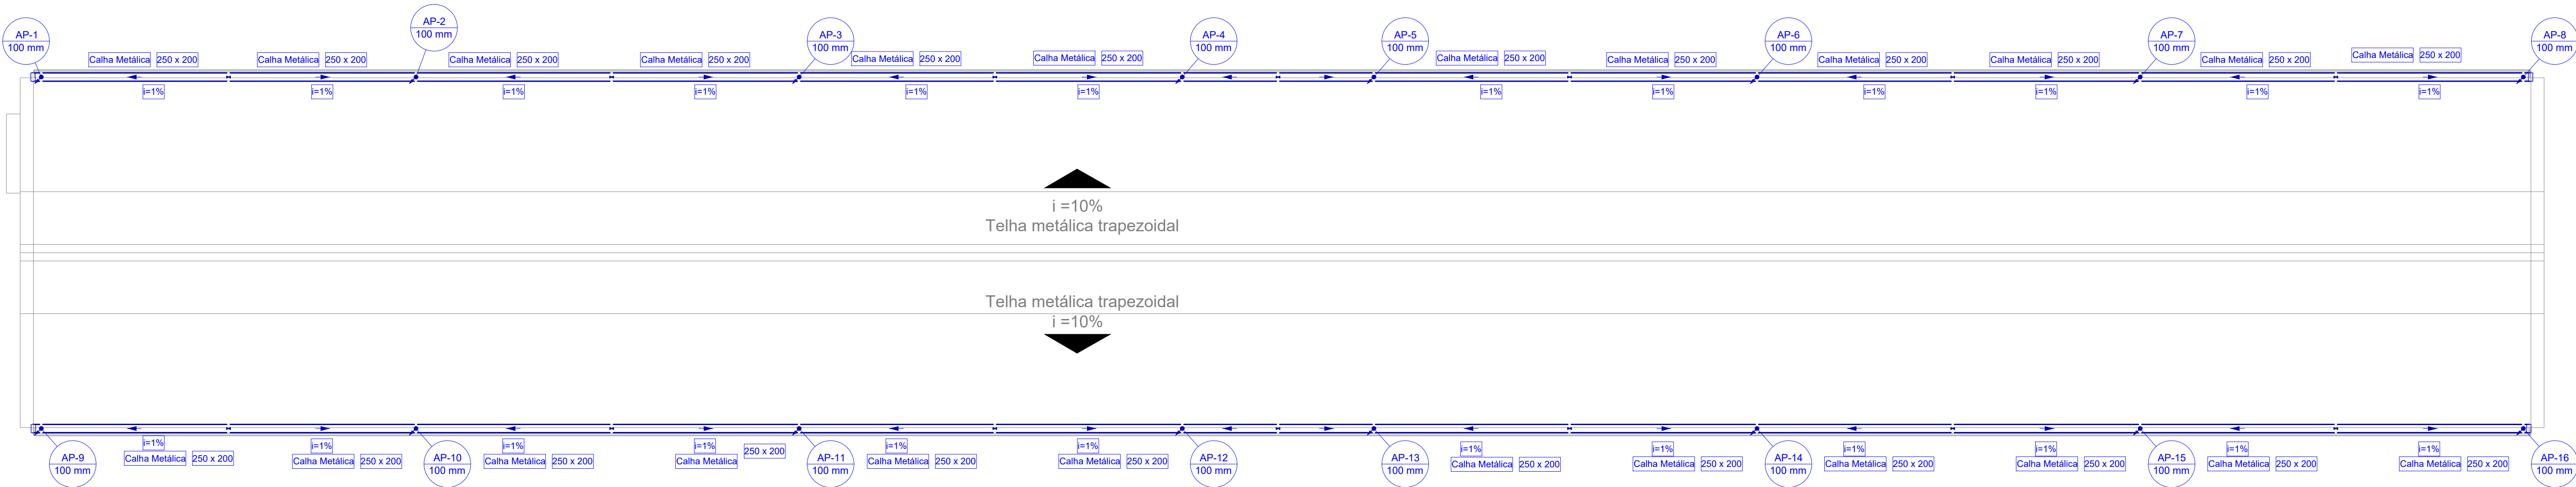 AP-1
100 mm
AP-2
100 mm
AP-3
100 mm
AP-4
100 mm
AP-5
100 mm
AP-6
100 mm
AP-7
100 mm
AP-8
100 mm
Calha Metálica 250 x 200
Calha Metálica 250 x 200
Calha Metálica 250 x 200
Calha Metálica 250 x 200
Calha Metálica 250 x 200
Calha Metálica 250 x 200
Calha Metálica 250 x 200
Calha Metálica 250 x 200
Calha Metálica 250 x 200
Calha Metálica 250 x 200
Calha Metálica 250 x 200
Calha Metálica 250 x 200
i=1%
i=1%
i=1%
i=1%
i=1%
i=1%
i=1%
i=1%
i=1%
i=1%
i=1%
i=1%
i =10%
Telha metálica trapezoidal
Telha metálica trapezoidal
i =10%
i=1%
i=1%
i=1%
i=1%
i=1%
i=1%
i=1%
i=1%
i=1%
i=1%
i=1%
i=1%
Calha Metálica 250 x 200
Calha Metálica 250 x 200
Calha Metálica 250 x 200
Calha Metálica 250 x 200
Calha Metálica 250 x 200
Calha Metálica 250 x 200
Calha Metálica 250 x 200
Calha Metálica 250 x 200
Calha Metálica 250 x 200
Calha Metálica 250 x 200
Calha Metálica 250 x 200
Calha Metálica 250 x 200
AP-9
100 mm
AP-10
100 mm
AP-11
100 mm
AP-12
100 mm
AP-13
100 mm
AP-14
100 mm
AP-15
100 mm
AP-16
100 mm